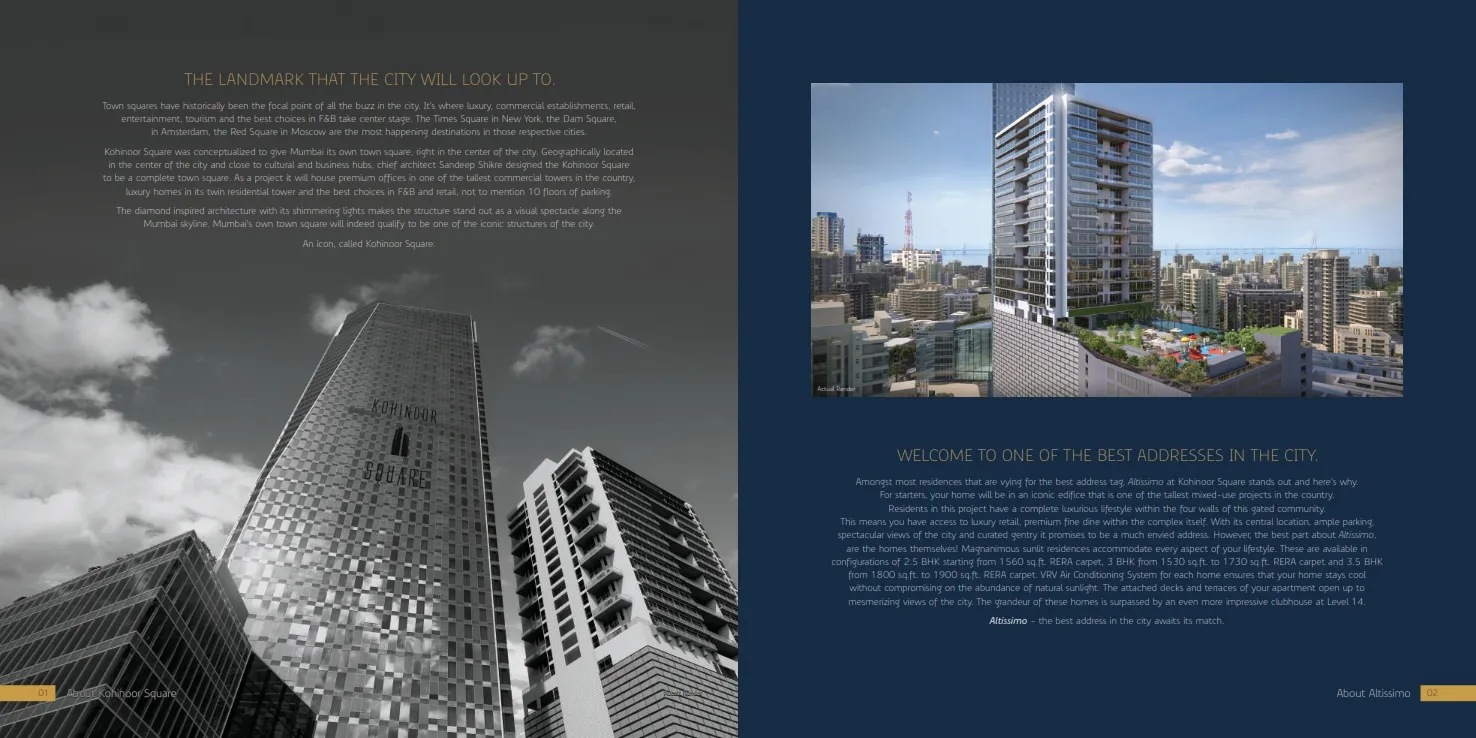 THE LANDMARK THAT THE CITY WILL LOOK UP TO.
Town squares have historically been the focal point of all the buzz in the city. It's where luxury, commercial establishments, retail,
entertainment, tourism and the best choices in F&B take center stage. The Times Square in New York, the Dam Square,
in Amsterdam, the Red Square in Moscow are the most happening destinations in those respective cities.
Kohinoor Square was conceptualized to give Mumbai its own town square, right in the center of the city. Geographically located
in the center of the city and close to cultural and business hubs, chief architect Sandeep Shikre designed the Kohinoor Square
to be a complete town square. As a project it will house premium offices in one of the tallest commercial towers in the country,
luxury homes in its twin residential tower and the best choices in F&B and retail, not to mention 10 floors of parking.
The diamond inspired architecture with its shimmering lights makes the structure stand out as a visual spectacle along the
Mumbai skyline. Mumbai's own town square will indeed qualify to be one of the iconic structures of the city.
An icon, called Kohinoor Square.
KOHINOOR
SQUARE
01 About Kohinoor Square
Actual Render
WELCOME TO ONE OF THE BEST ADDRESSES IN THE CITY.
Amongst most residences that are vying for the best address tag, Altissimo at Kohinoor Square stands out and here's why.
For starters, your home will be in an iconic edifice that is one of the tallest mixed-use projects in the country.
Residents in this project have a complete luxurious lifestyle within the four walls of this gated community.
This means you have access to luxury retail, premium fine dine within the complex itself. With its central location, ample parking,
spectacular views of the city and curated gentry it promises to be a much envied address. However, the best part about Altissimo,
are the homes themselves! Magnanimous sunlit residences accommodate every aspect of your lifestyle. These are available in
configurations of 2.5 BHK starting from 1560 sq.ft. RERA carpet, 3 BHK from 1530 sq.ft. to 1730 sq.ft. RERA carpet and 3.5 BHK
from 1800 sq.ft. to 1900 sq.ft. RERA carpet. VRV Air Conditioning System for each home ensures that your home stays cool
without compromising on the abundance of natural sunlight. The attached decks and terraces of your apartment open up to
mesmerizing views of the city. The grandeur of these homes is surpassed by an even more impressive clubhouse at Level 14.
Altissimo – the best address in the city awaits its match.
About Altissimo 02